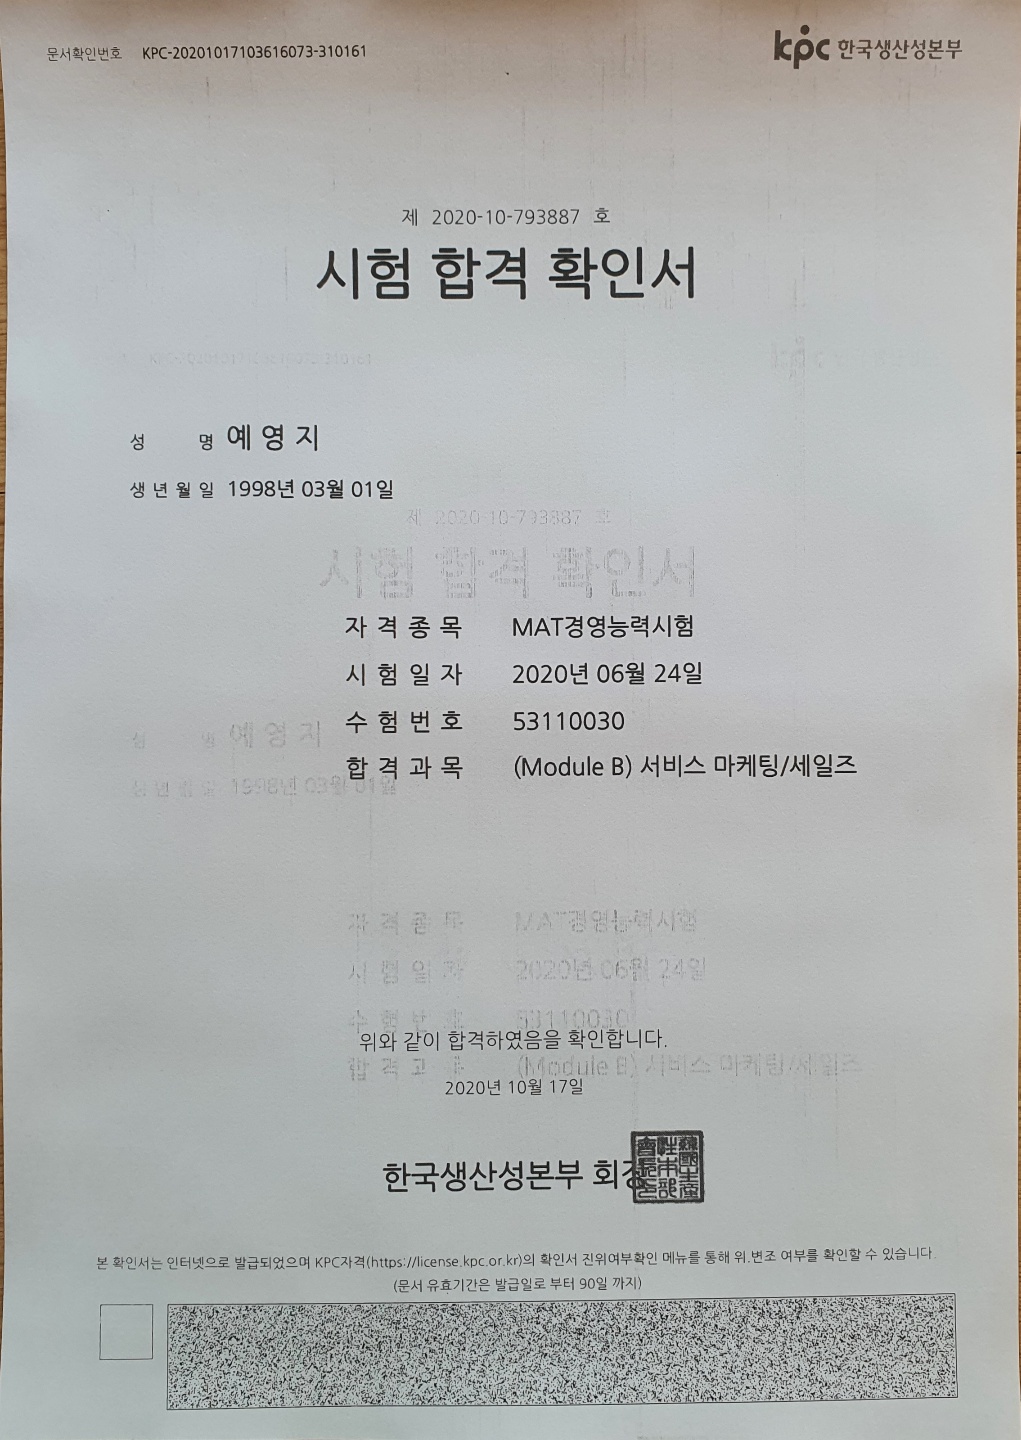 문서확인번호 KPC-20201017103616073-310161
kpc 한국생산성본부
제 2020-10-793887 호
시험 합격 확인서
성 명 예영지
생년월일 1998년 03월 01일
자격종목 MAT경영능력시험
시험일자 2020년 06월 24일
수험번호 53110030
합격과목 (Module B) 서비스 마케팅/세일즈
위와 같이 합격하였음을 확인합니다.
2020년 10월 17일
한국생산성본부 회장
본 확인서는 인터넷으로 발급되었으며 KPC자격(https://license.kpc.or.kr)의 확인서 진위여부확인 메뉴를 통해 위.변조 여부를 확인할 수 있습니다.
(문서 유효기간은 발급일로 부터 90일 까지)